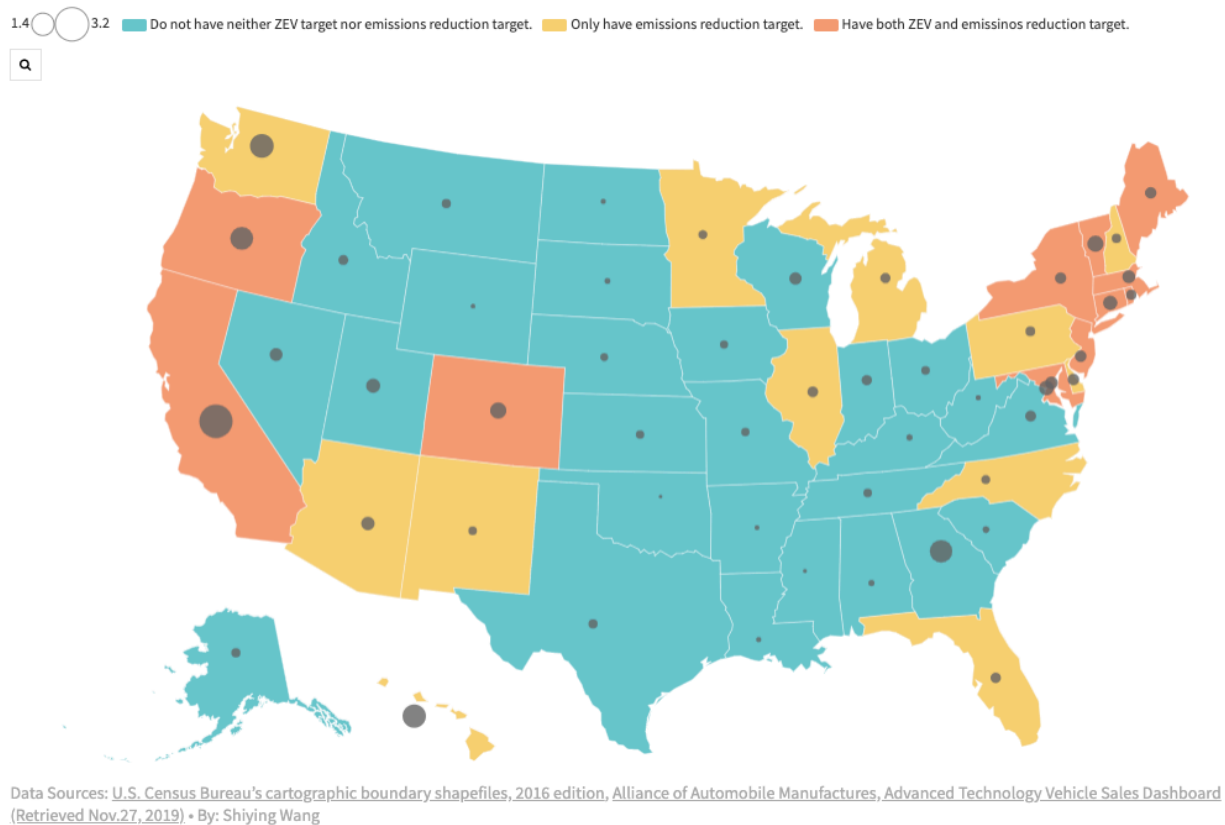 1.4 3.2 Do not have neither ZEV target nor emissions reduction target. Only have emissions reduction target. Have both ZEV and emissinos reduction target.
Data Sources: U.S. Census Bureau’s cartographic boundary shapefiles, 2016 edition, Alliance of Automobile Manufactures, Advanced Technology Vehicle Sales Dashboard
(Retrieved Nov.27, 2019) • By: Shiying Wang